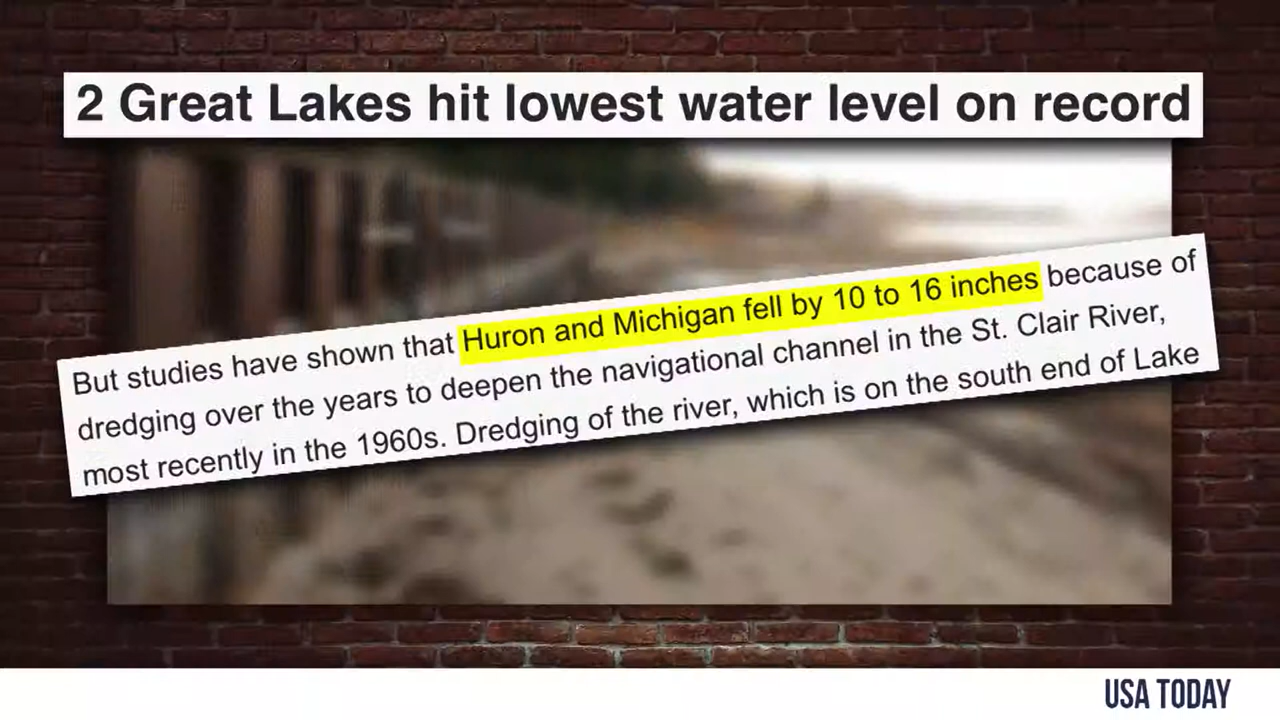 2 Great Lakes hit lowest water level on record
But studies have shown that Huron and Michigan fell by 10 to 16 inches because of
dredging over the years to deepen the navigational channel in the St. Clair River,
most recently in the 1960s. Dredging of the river, which is on the south end of Lake
USA TODAY